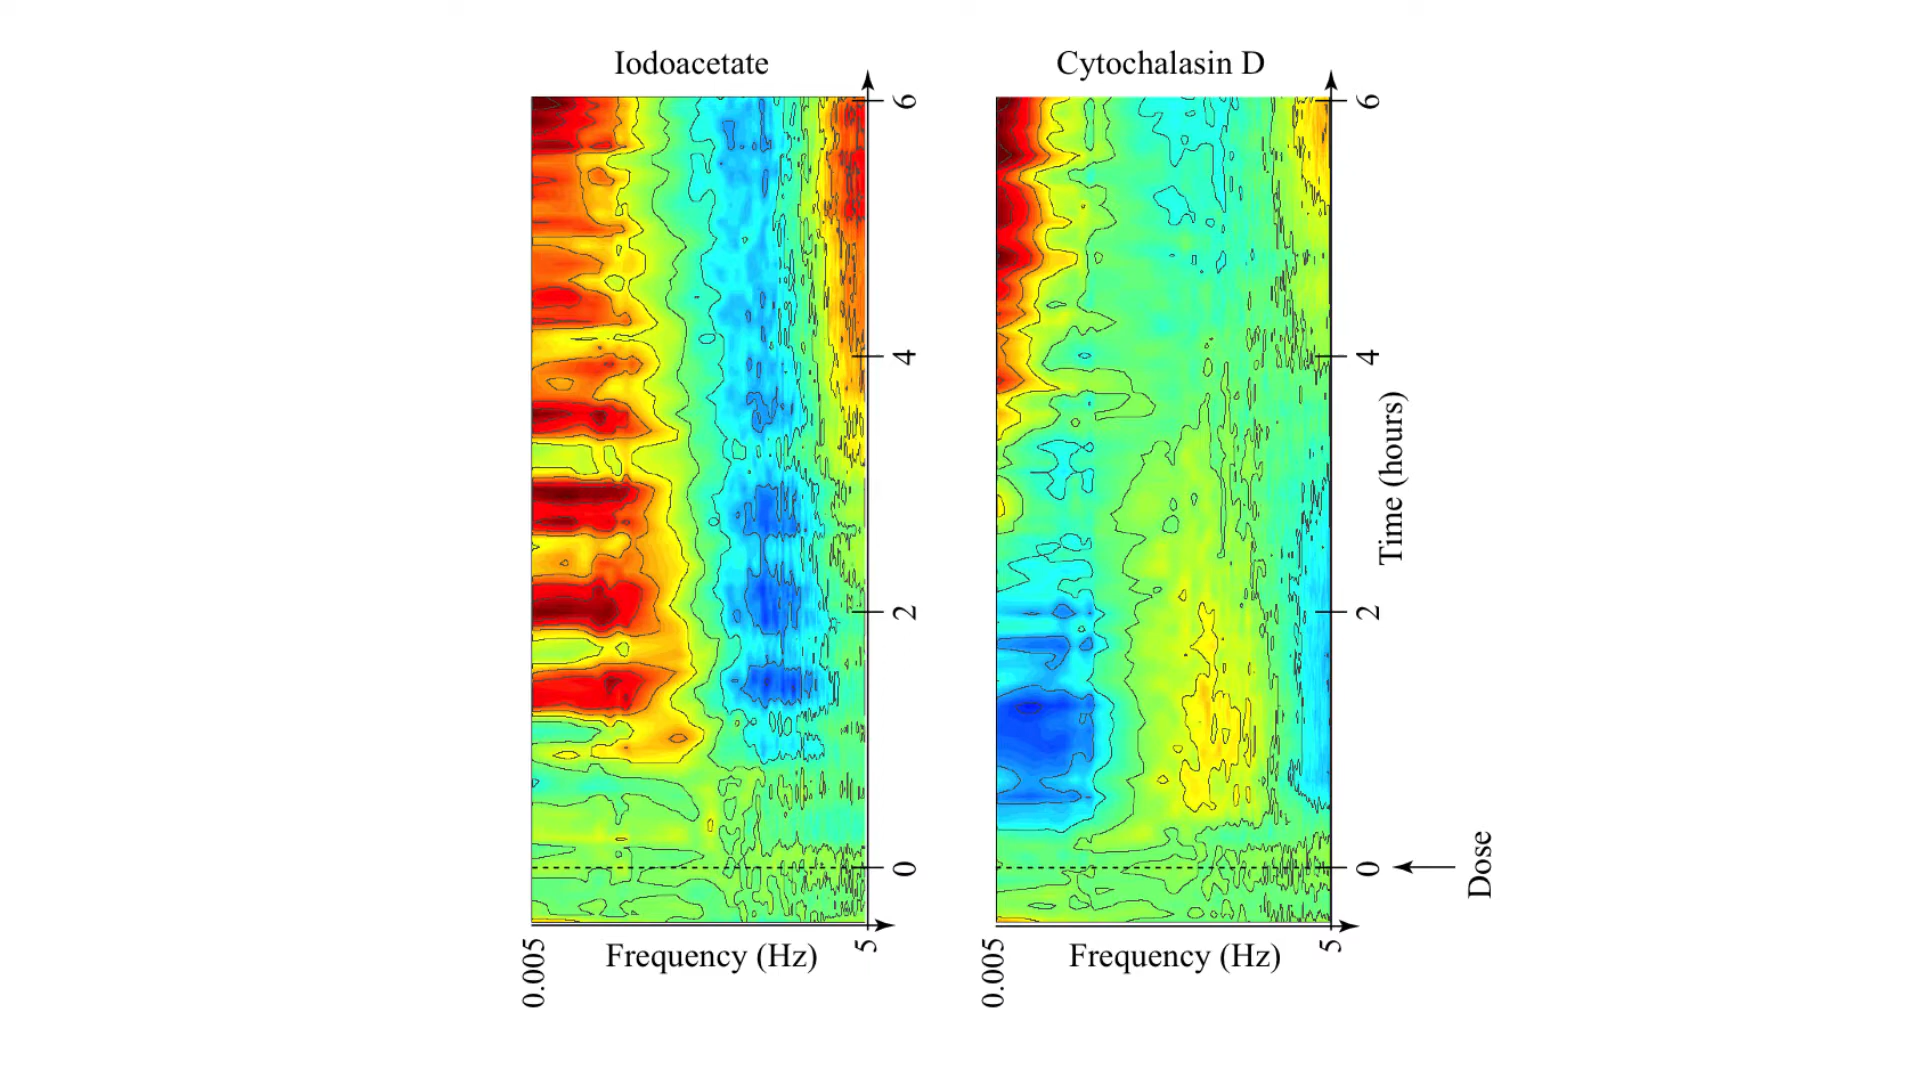 Iodoacetate
Cytochalasin D
6
4
2
0
6
4
2
0
Time (hours)
Dose
0.005
Frequency (Hz)
5
0.005
Frequency (Hz)
5